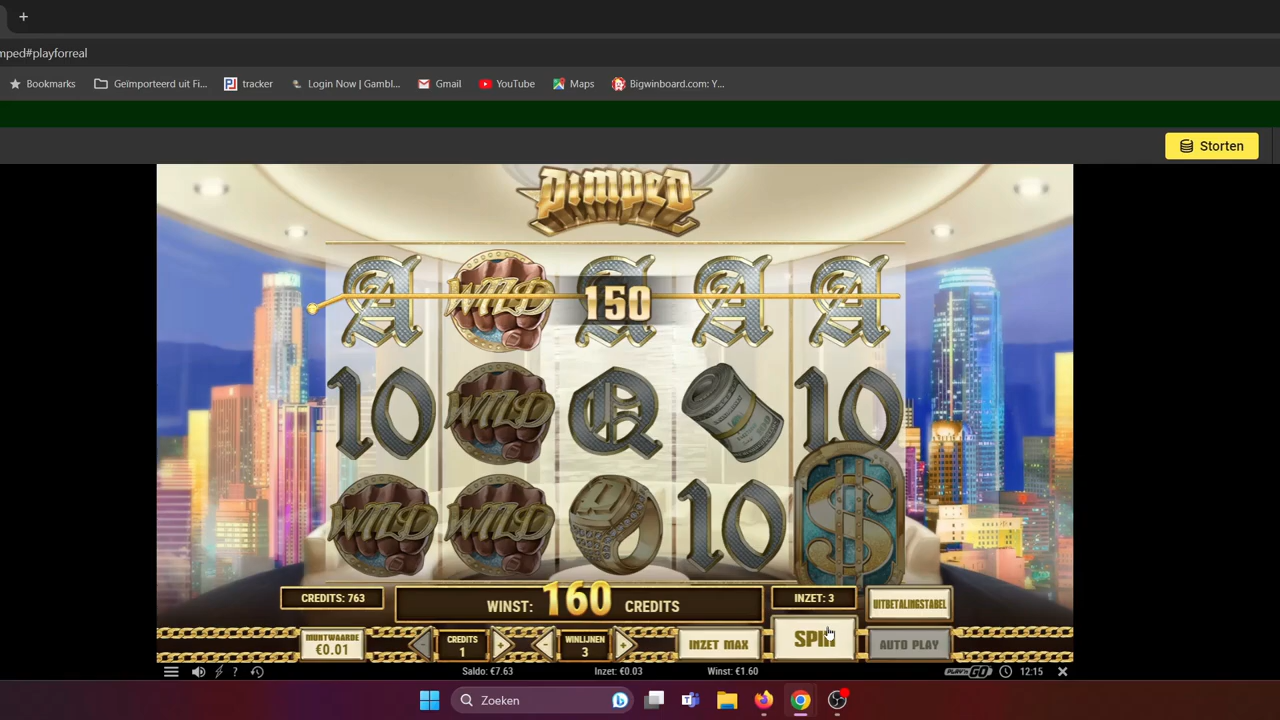 +
mped#playforreal
Bookmarks
Geïmporteerd uit Fi...
tracker
Login Now | Gambl...
Gmail
YouTube
Maps
Bigwinboard.com: Y...
Storten
PIMPED
A WILD A A A
150
10 WILD Q 10
WILD WILD 10 $
CREDITS: 763
WINST: 160 CREDITS
INZET: 3
UITBETALINGSTABEL
MUNTWAARDE
€0.01
-
CREDITS
1
+
-
WINLIJNEN
3
+
INZET MAX
SPIN
AUTO PLAY
?
Saldo: €7.63
Inzet: €0.03
Winst: €1.60
PLAY'N GO
12:15
Zoeken